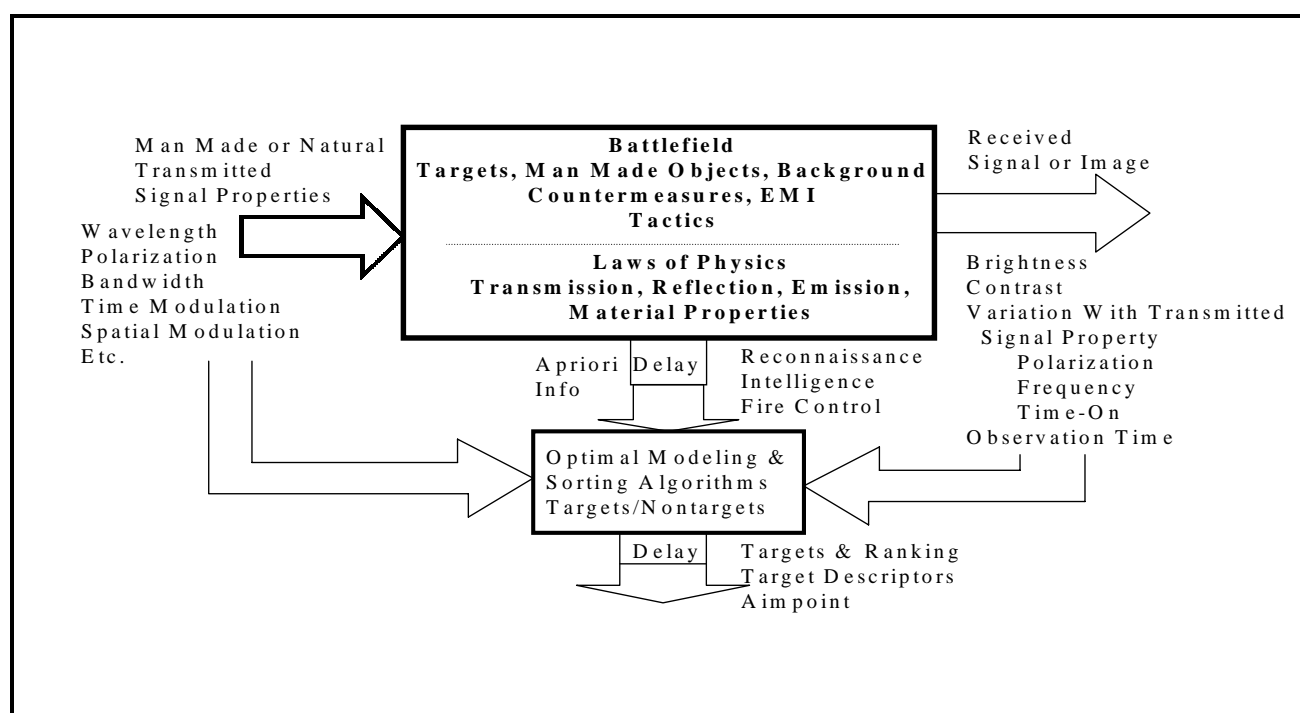 Man Made or Natural
Transmitted
Signal Properties
Wavelength
Polarization
Bandwidth
Time Modulation
Spatial Modulation
Etc.
Battlefield
Targets, Man Made Objects, Background
Countermeasures, EMI
Tactics
Laws of Physics
Transmission, Reflection, Emission,
Material Properties
Received
Signal or Image
Brightness
Contrast
Variation With Transmitted
Signal Property
Polarization
Frequency
Time-On
Observation Time
Apriori
Info
Delay
Reconnaissance
Intelligence
Fire Control
Optimal Modeling &
Sorting Algorithms
Targets/Nontargets
Delay
Targets & Ranking
Target Descriptors
Aimpoint